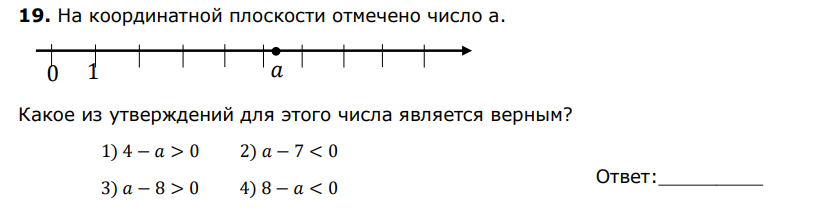 19. На координатной плоскости отмечено число а.
0 1 a
Какое из утверждений для этого числа является верным?
1) 4 − a > 0 2) a − 7 < 0
3) a − 8 > 0 4) 8 − a < 0
Ответ:___________